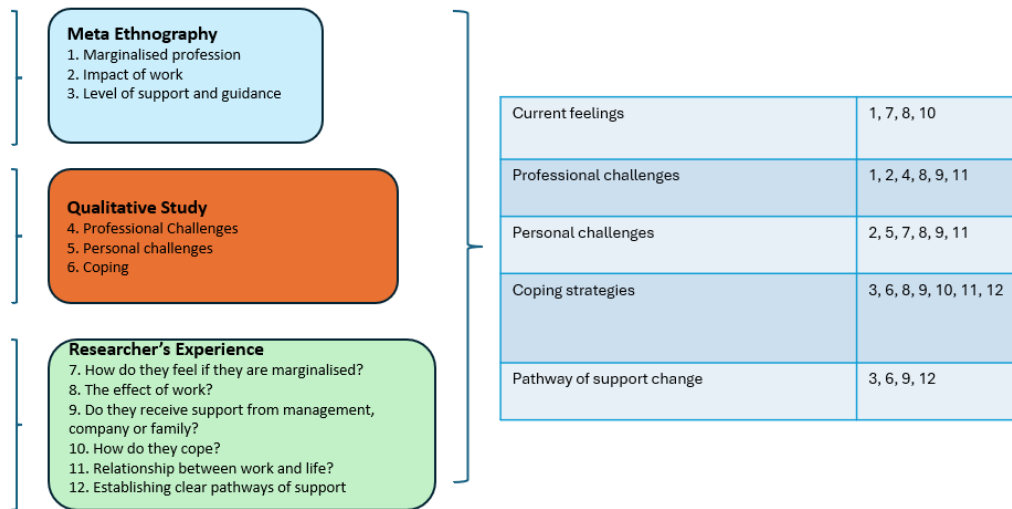 Meta Ethnography
1. Marginalised profession
2. Impact of work
3. Level of support and guidance
Qualitative Study
4. Professional Challenges
5. Personal challenges
6. Coping
Researcher’s Experience
7. How do they feel if they are marginalised?
8. The effect of work?
9. Do they receive support from management,
company or family?
10. How do they cope?
11. Relationship between work and life?
12. Establishing clear pathways of support
Current feelings 1, 7, 8, 10
Professional challenges 1, 2, 4, 8, 9, 11
Personal challenges 2, 5, 7, 8, 9, 11
Coping strategies 3, 6, 8, 9, 10, 11, 12
Pathway of support change 3, 6, 9, 12